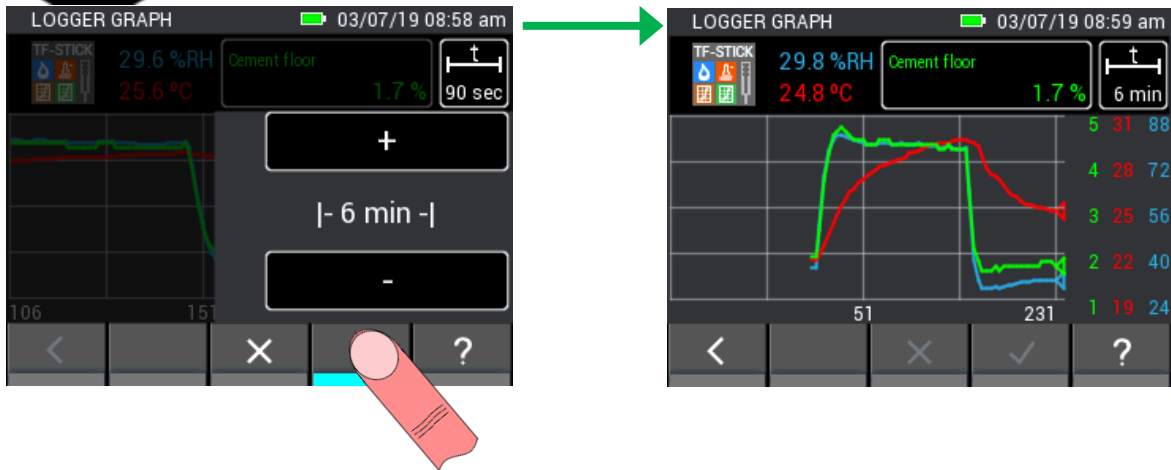 LOGGER GRAPH 03/07/19 08:58 am
TF-STICK
29.6 %RH
25.6 ºC
Cement floor
1.7 %
t
90 sec
+
|- 6 min -|
-
106 151
?
LOGGER GRAPH 03/07/19 08:59 am
TF-STICK
29.8 %RH
24.8 ºC
Cement floor
1.7 %
t
6 min
5 31 88
4 28 72
3 25 56
2 22 40
1 19 24
51 231
?